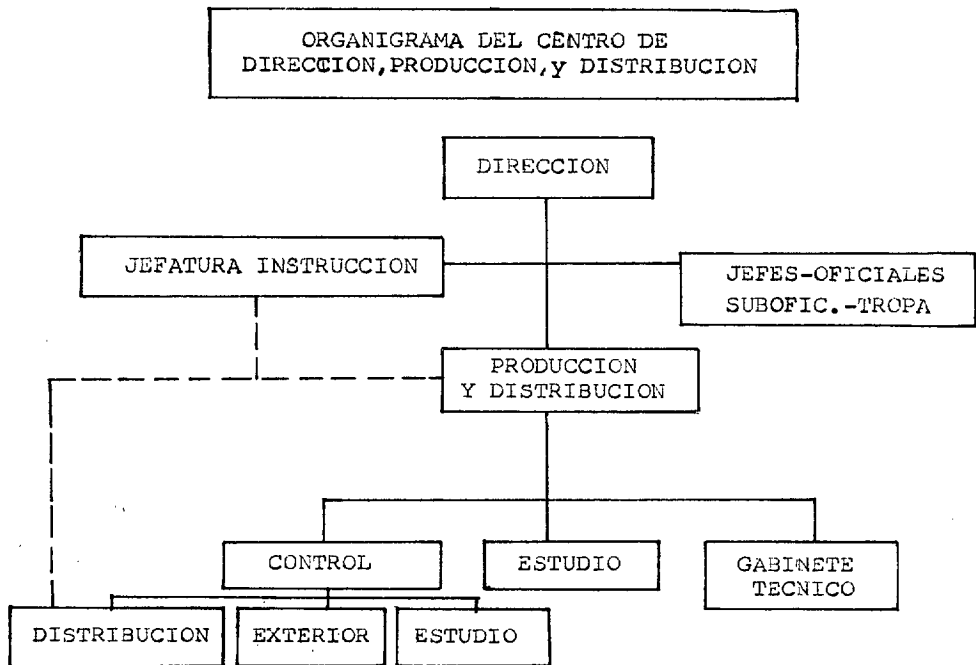 ORGANIGRAMA DEL CENTRO DE
DIRECCION,PRODUCCION,y DISTRIBUCION
DIRECCION
JEFATURA INSTRUCCION
JEFES-OFICIALES
SUBOFIC.-TROPA
PRODUCCION
Y DISTRIBUCION
CONTROL
ESTUDIO
GABINETE
TECNICO
DISTRIBUCION
EXTERIOR
ESTUDIO